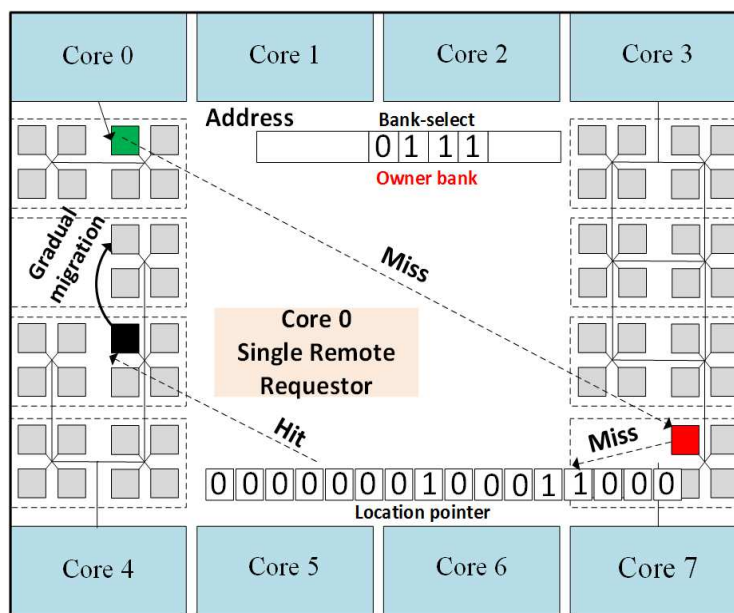 Core 0
Core 1
Core 2
Core 3
Address
Bank-select
0 1 1 1
Owner bank
Gradual
migration
Miss
Core 0
Single Remote
Requestor
Hit
Miss
0 0 0 0 0 0 0 1 0 0 0 1 1 0 0 0
Location pointer
Core 4
Core 5
Core 6
Core 7